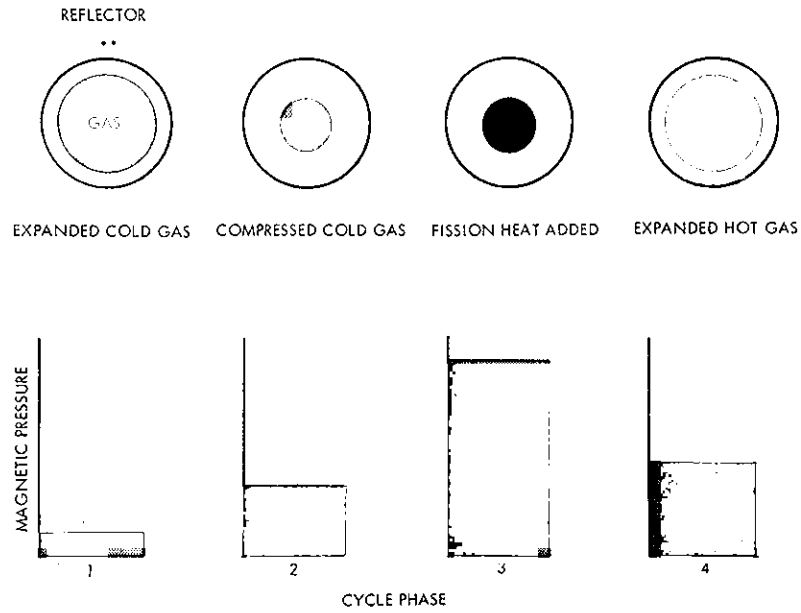 REFLECTOR
GAS
EXPANDED COLD GAS
COMPRESSED COLD GAS
FISSION HEAT ADDED
EXPANDED HOT GAS
MAGNETIC PRESSURE
1
2
3
4
CYCLE PHASE